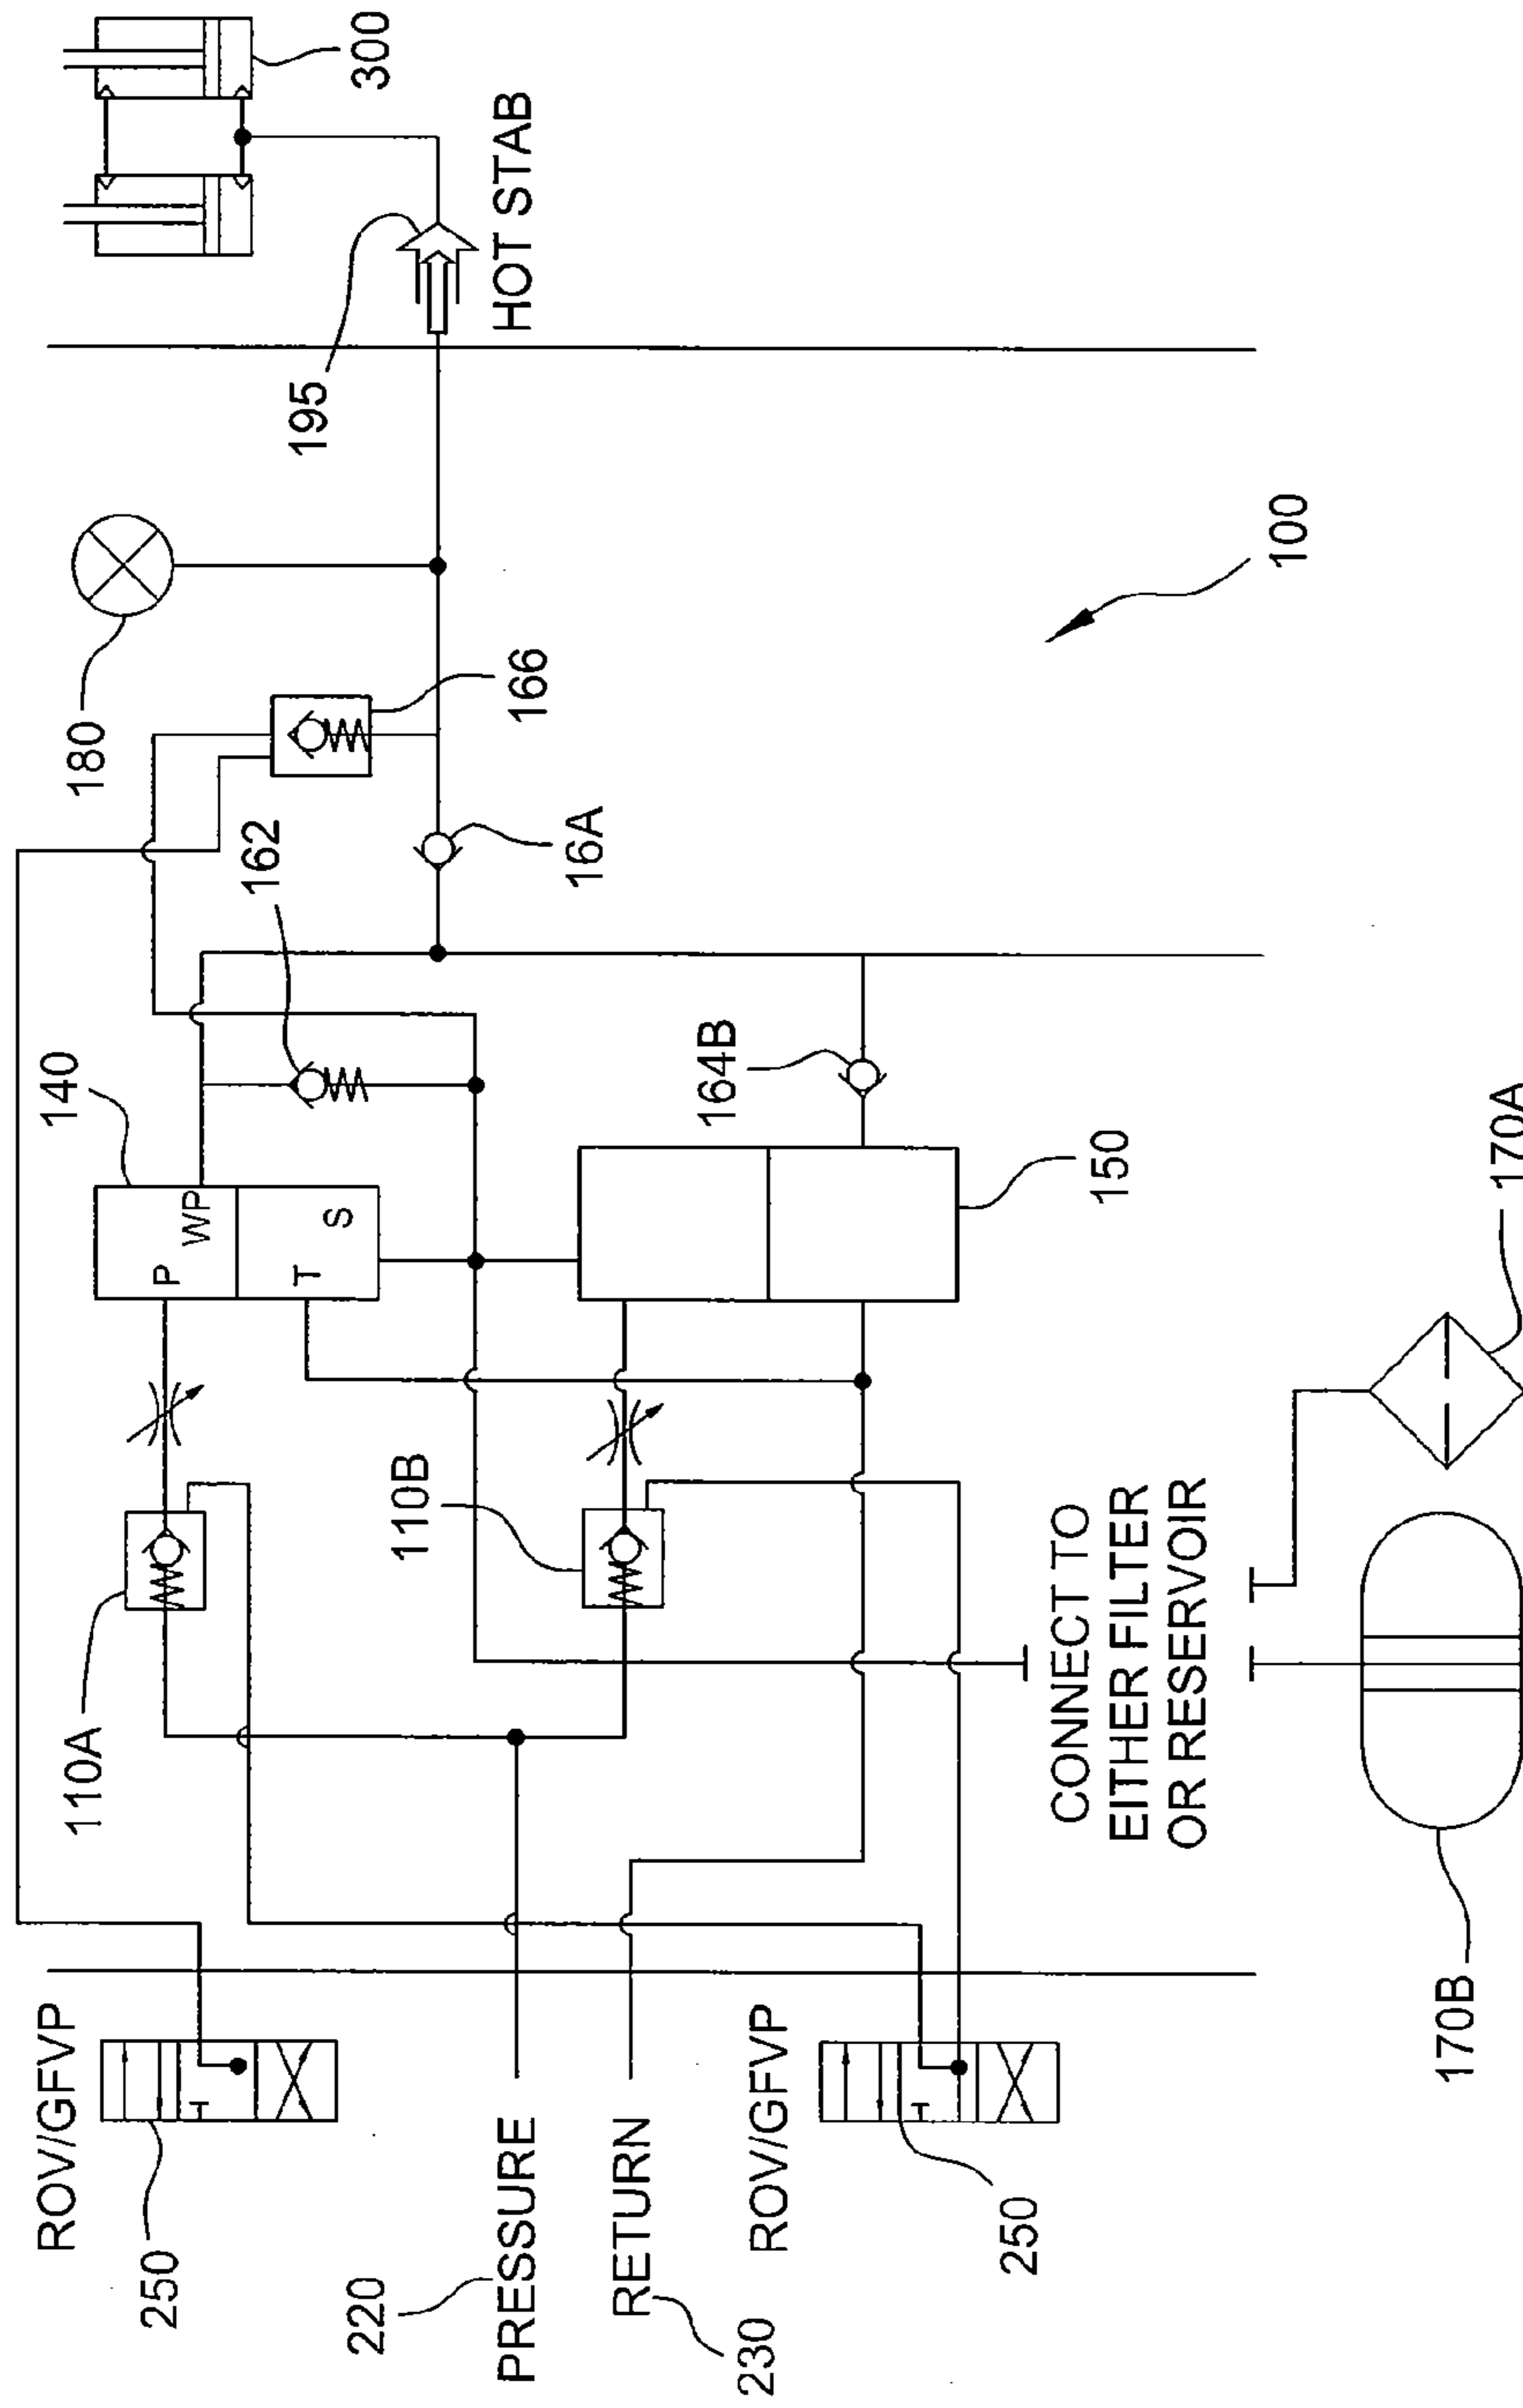 ROV/GFVP
250
220
PRESSURE
RETURN
230
ROV/GFVP
250
110A
110B
CONNECT TO
EITHER FILTER
OR RESERVOIR
170B
170A
140
P
WP
T
S
162
164B
150
180
166
16A
195
HOT STAB
300
100